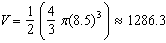 V = 1/2 (4/3 π(8.5)³) ≈ 1286.3